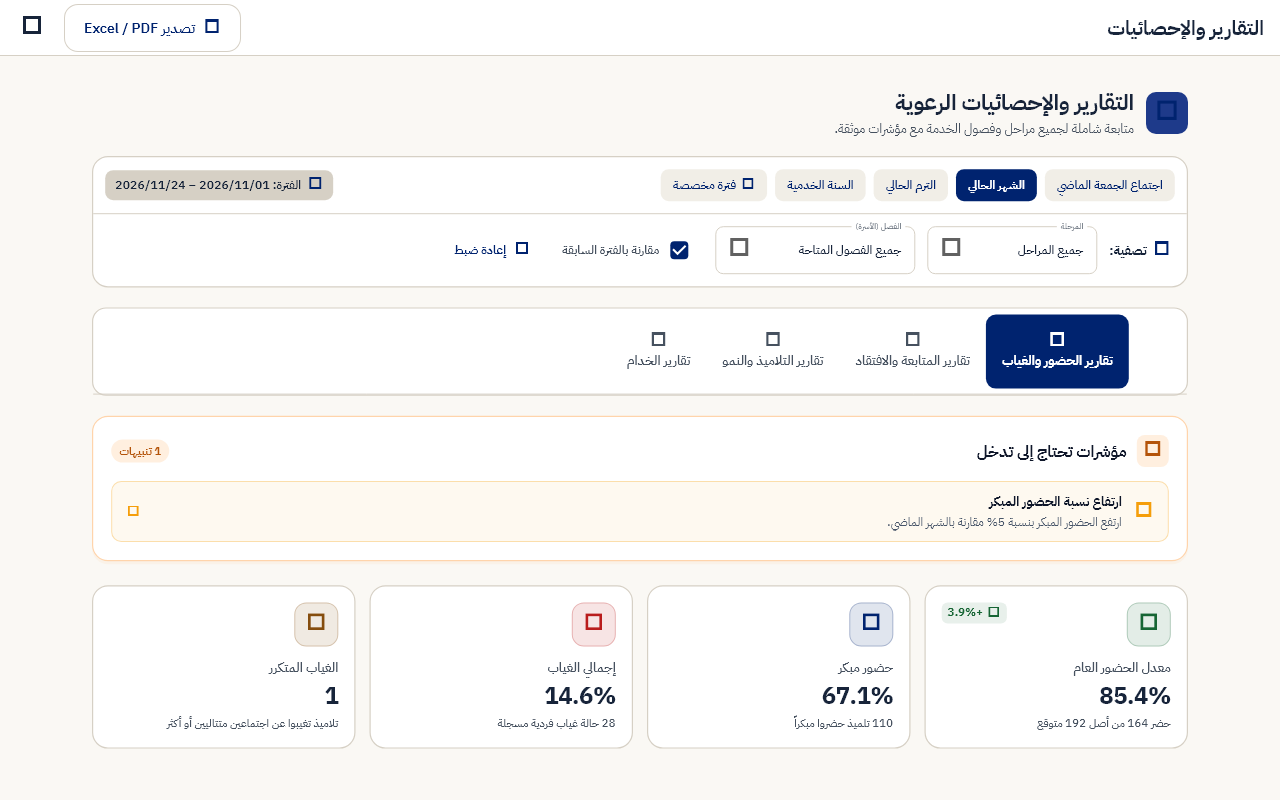 التقارير والإحصائيات
تصدير Excel / PDF
التقارير والإحصائيات الرعوية
متابعة شاملة لجميع مراحل وفصول الخدمة مع مؤشرات موثقة.
اجتماع الجمعة الماضي
الشهر الحالي
الترم الحالي
السنة الخدمية
فترة مخصصة
الفترة: 2026/11/01 – 2026/11/24
تصفية:
المرحلة
جميع المراحل
الفصل (الأسرة)
جميع الفصول المتاحة
مقارنة بالفترة السابقة
إعادة ضبط
تقارير الحضور والغياب
تقارير المتابعة والافتقاد
تقارير التلاميذ والنمو
تقارير الخدام
مؤشرات تحتاج إلى تدخل
1 تنبيهات
ارتفاع نسبة الحضور المبكر
ارتفع الحضور المبكر بنسبة 5% مقارنة بالشهر الماضي.
+3.9%
معدل الحضور العام
85.4%
حضر 164 من أصل 192 متوقع
حضور مبكر
67.1%
110 تلميذ حضروا مبكراً
إجمالي الغياب
14.6%
28 حالة غياب فردية مسجلة
الغياب المتكرر
1
تلاميذ تغيبوا عن اجتماعين متتاليين أو أكثر